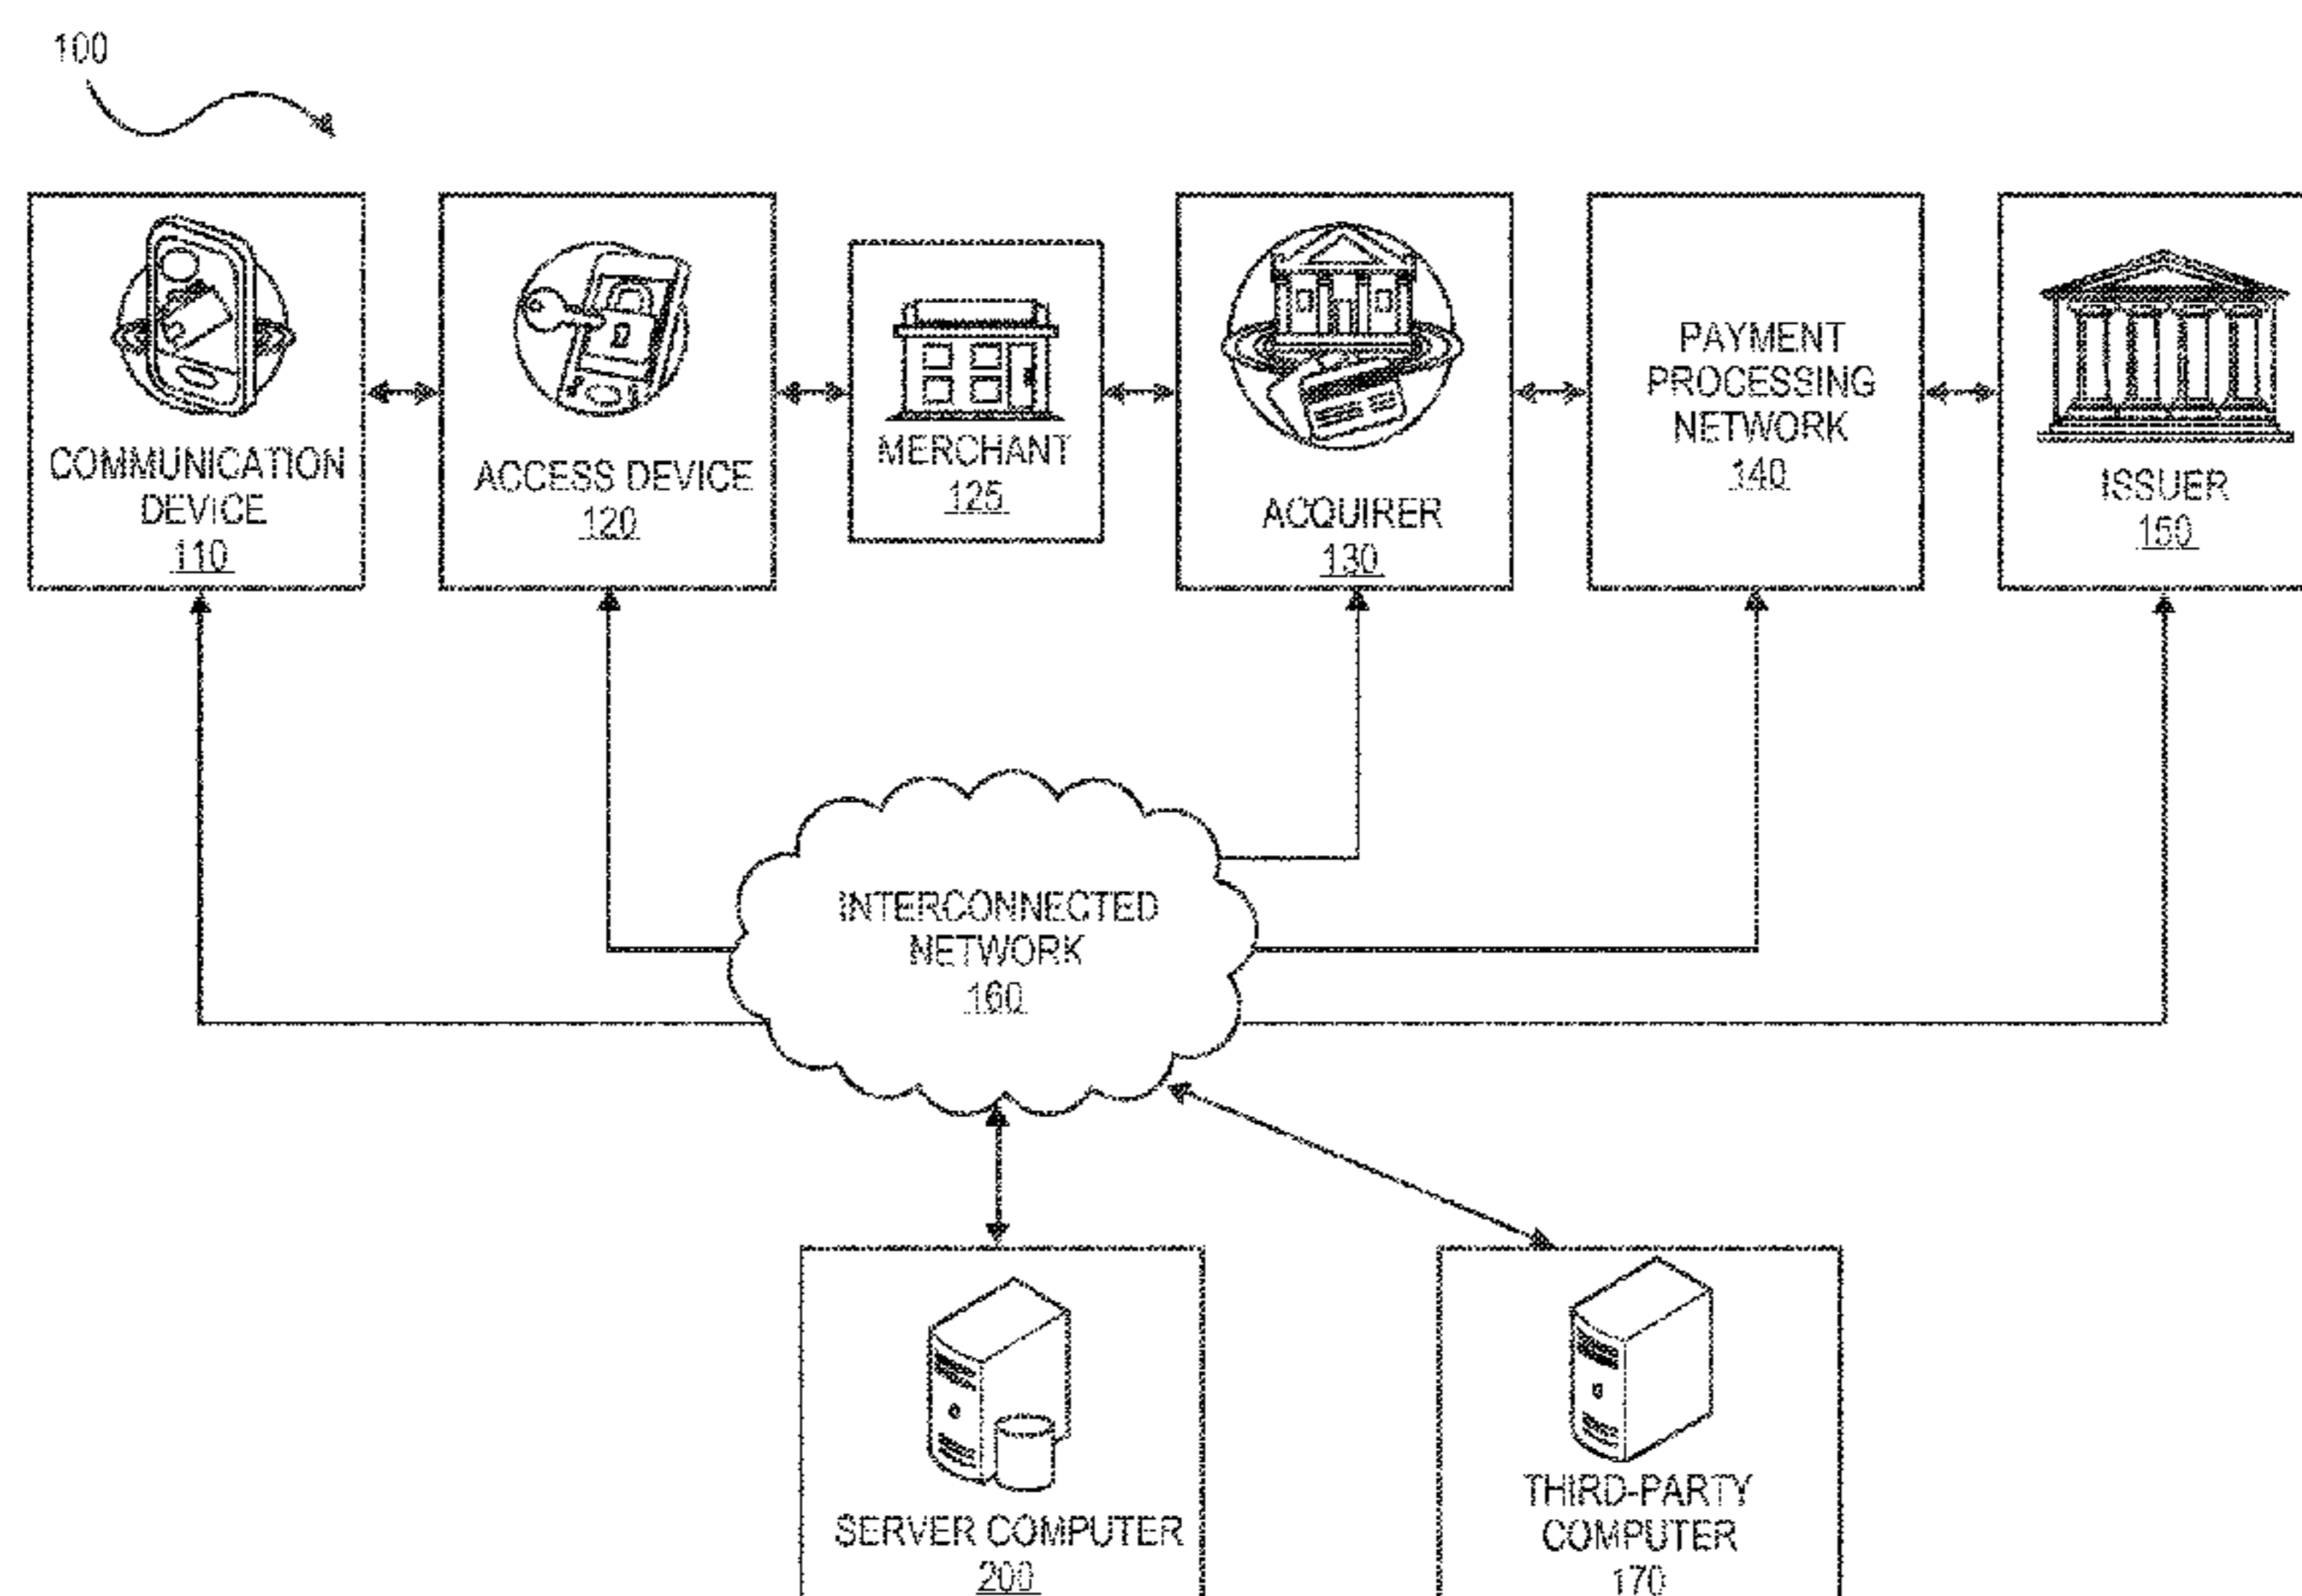 100
COMMUNICATION
DEVICE
110
ACCESS DEVICE
120
MERCHANT
125
ACQUIRER
130
PAYMENT
PROCESSING
NETWORK
140
ISSUER
150
INTERCONNECTED
NETWORK
160
SERVER COMPUTER
200
THIRD-PARTY
COMPUTER
170